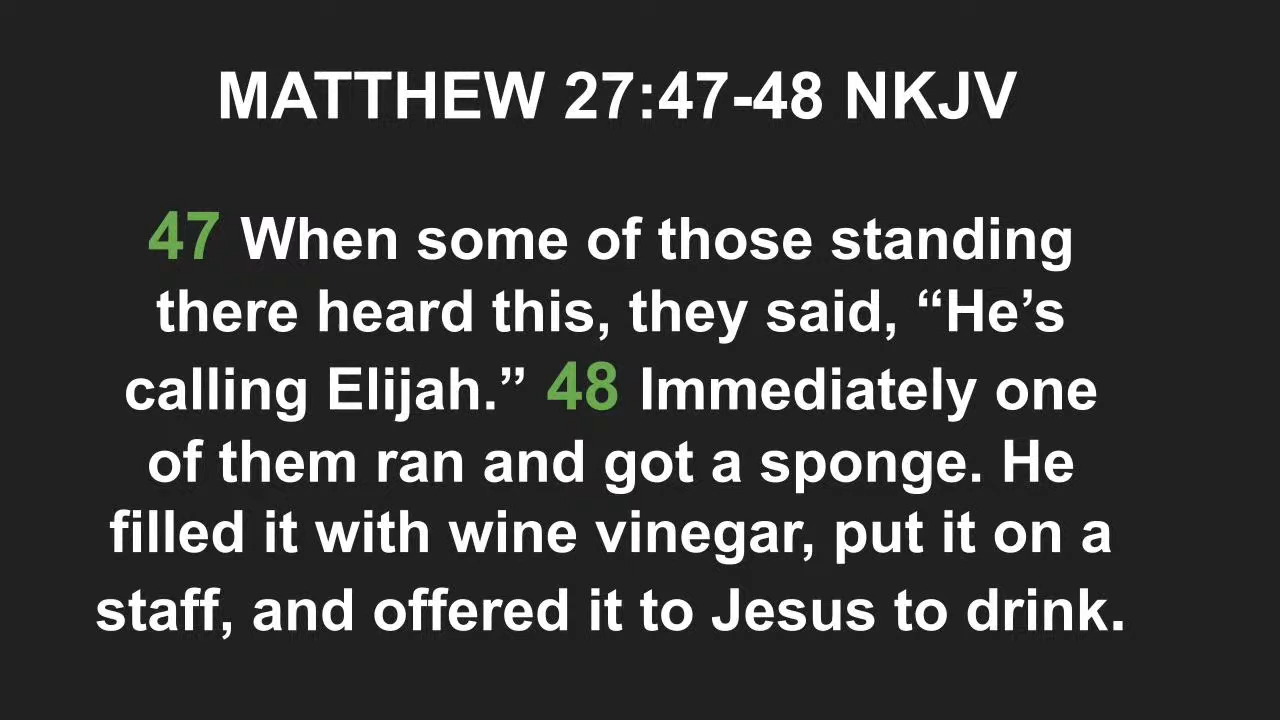 MATTHEW 27:47-48 NKJV
47 When some of those standing
there heard this, they said, “He’s
calling Elijah.” 48 Immediately one
of them ran and got a sponge. He
filled it with wine vinegar, put it on a
staff, and offered it to Jesus to drink.